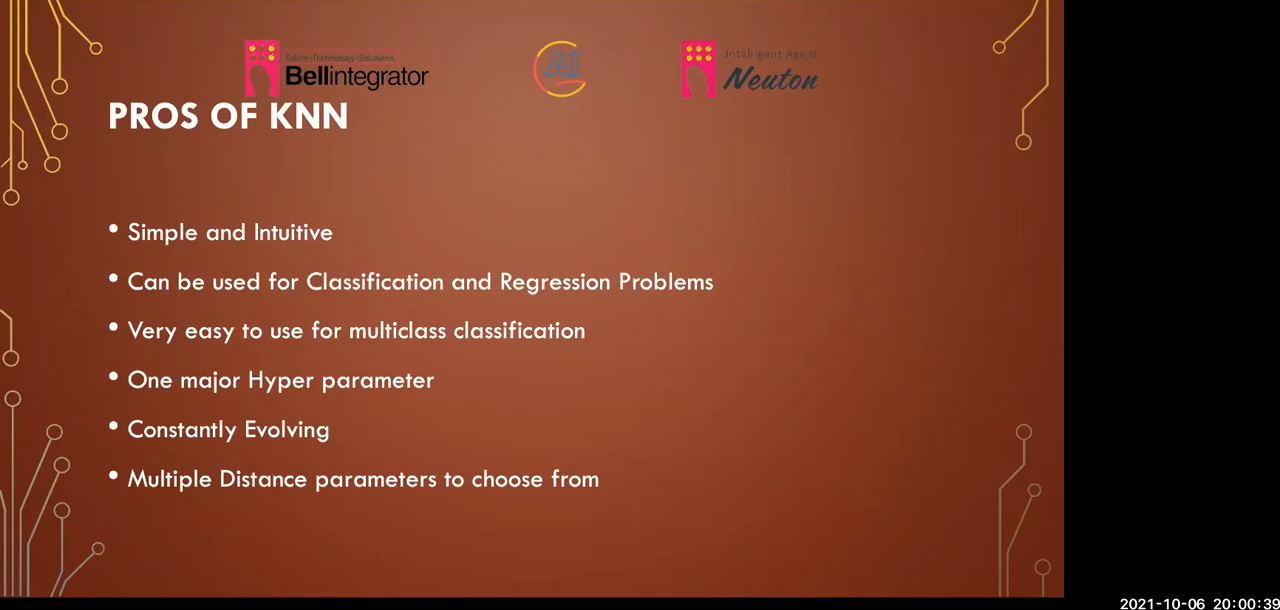 Talent•Technology•Solutions
Bellintegrator
AI
Intelligent Agent
Neuton
PROS OF KNN
• Simple and Intuitive
• Can be used for Classification and Regression Problems
• Very easy to use for multiclass classification
• One major Hyper parameter
• Constantly Evolving
• Multiple Distance parameters to choose from
2021-10-06 20:00:39